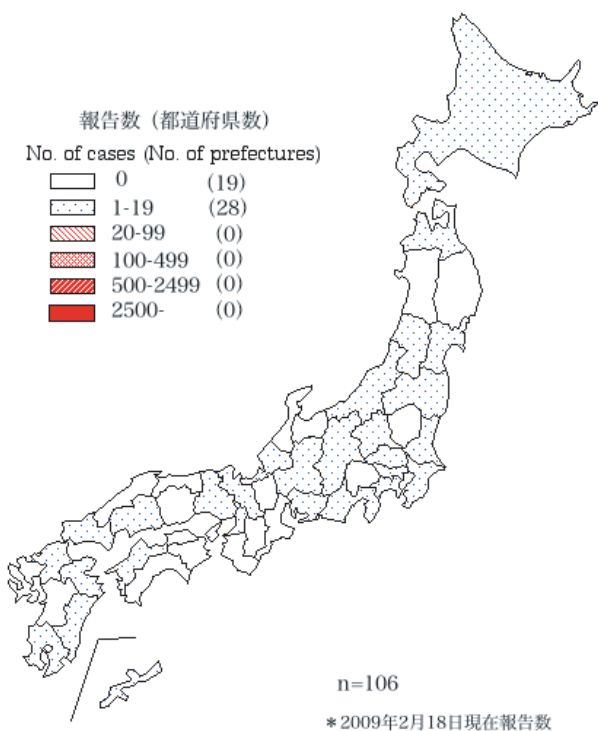 報告数（都道府県数）
No. of cases (No. of prefectures)
0 (19)
1-19 (28)
20-99 (0)
100-499 (0)
500-2499 (0)
2500- (0)
n=106
＊2009年2月18日現在報告数